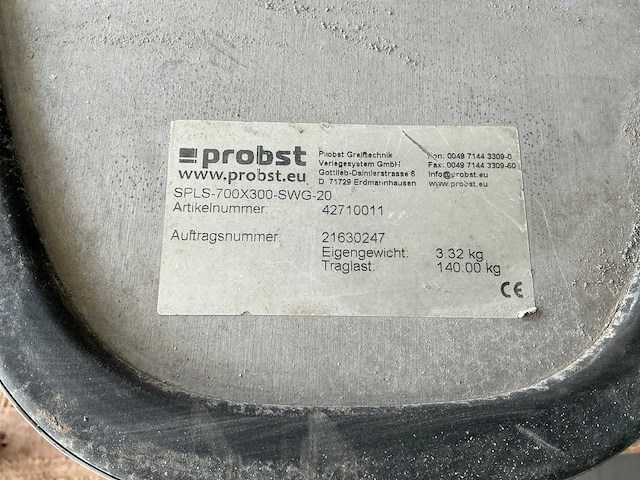 probst
www.probst.eu
Probst Greiftechnik
Verlegesystem GmbH
Gottlieb-Daimlerstrasse 6
D 71729 Erdmannhausen
Fon: 0049 7144 3309-0
Fax: 0049 7144 3309-50
info@probst.eu
www.probst.eu
SPLS-700X300-SWG-20
Artikelnummer: 42710011
Auftragsnummer: 21630247
Eigengewicht: 3.32 kg
Traglast: 140.00 kg
CE